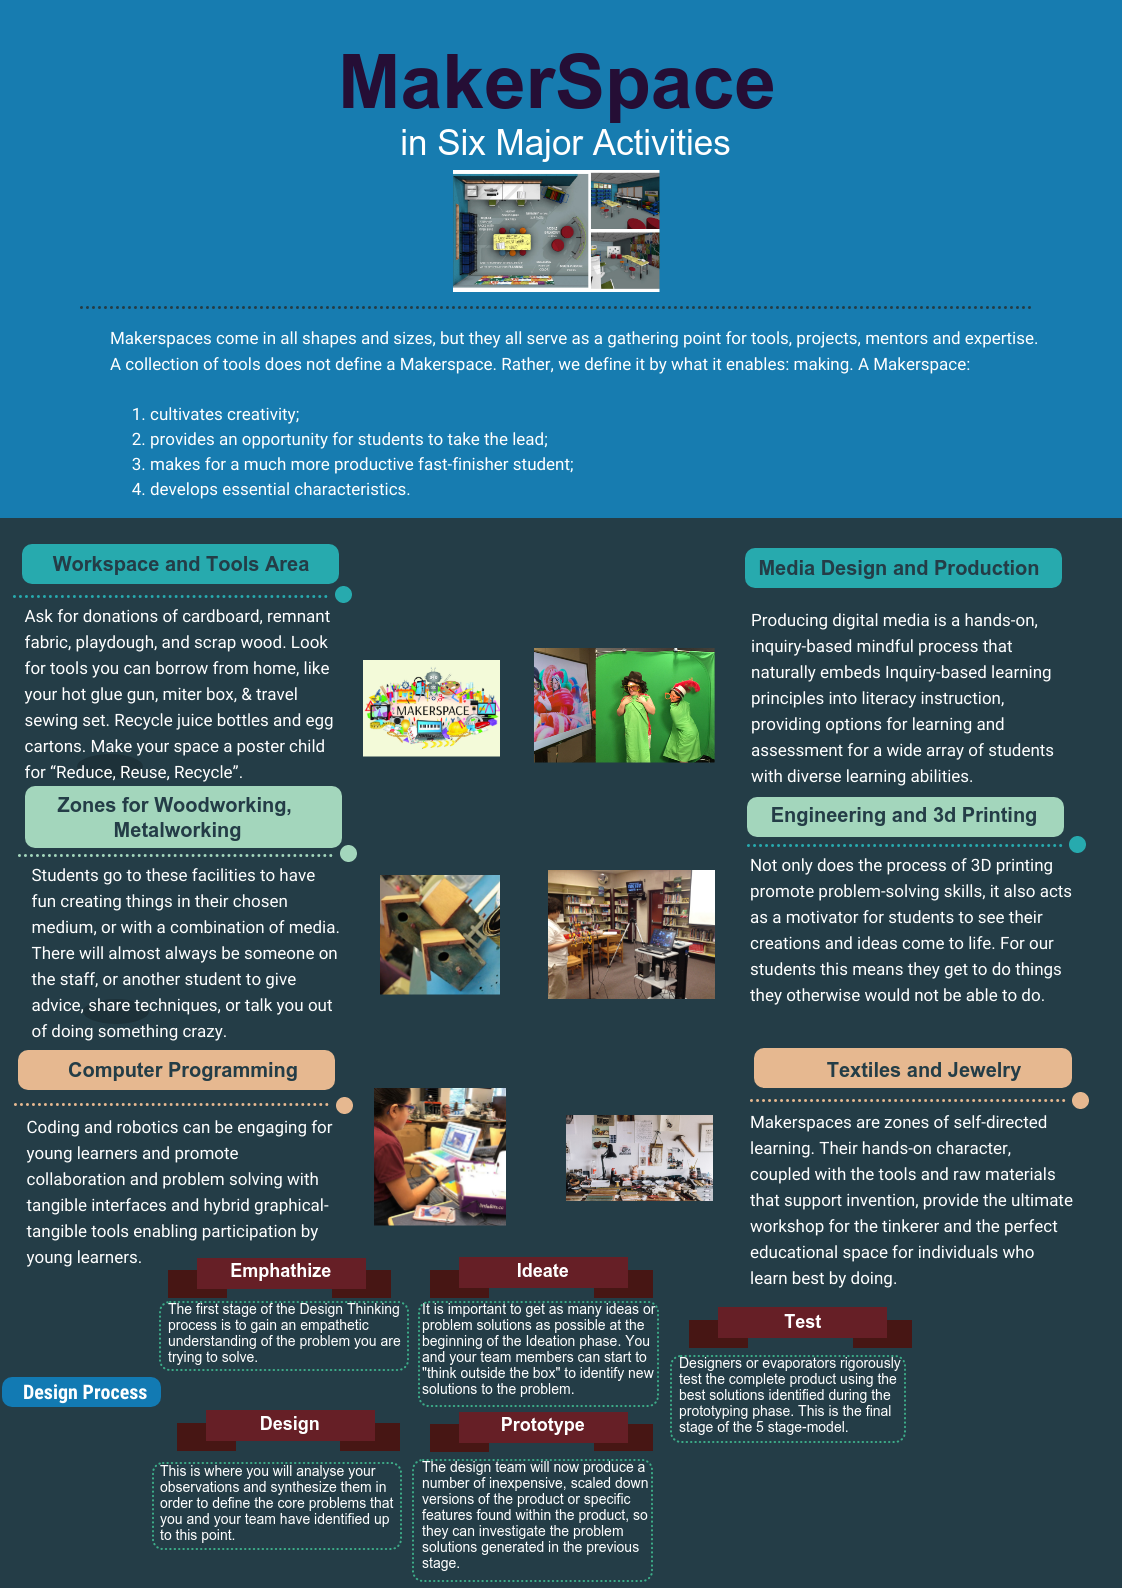 MakerSpace
in Six Major Activities
Makerspaces come in all shapes and sizes, but they all serve as a gathering point for tools, projects, mentors and expertise.
A collection of tools does not define a Makerspace. Rather, we define it by what it enables: making. A Makerspace:
1. cultivates creativity;
2. provides an opportunity for students to take the lead;
3. makes for a much more productive fast-finisher student;
4. develops essential characteristics.
Workspace and Tools Area
Ask for donations of cardboard, remnant
fabric, playdough, and scrap wood. Look
for tools you can borrow from home, like
your hot glue gun, miter box, & travel
sewing set. Recycle juice bottles and egg
cartons. Make your space a poster child
for “Reduce, Reuse, Recycle”.
MAKERSPACE
Media Design and Production
Producing digital media is a hands-on,
inquiry-based mindful process that
naturally embeds Inquiry-based learning
principles into literacy instruction,
providing options for learning and
assessment for a wide array of students
with diverse learning abilities.
Zones for Woodworking,
Metalworking
Students go to these facilities to have
fun creating things in their chosen
medium, or with a combination of media.
There will almost always be someone on
the staff, or another student to give
advice, share techniques, or talk you out
of doing something crazy.
Engineering and 3d Printing
Not only does the process of 3D printing
promote problem-solving skills, it also acts
as a motivator for students to see their
creations and ideas come to life. For our
students this means they get to do things
they otherwise would not be able to do.
Computer Programming
Coding and robotics can be engaging for
young learners and promote
collaboration and problem solving with
tangible interfaces and hybrid graphical-
tangible tools enabling participation by
young learners.
Textiles and Jewelry
Makerspaces are zones of self-directed
learning. Their hands-on character,
coupled with the tools and raw materials
that support invention, provide the ultimate
workshop for the tinkerer and the perfect
educational space for individuals who
learn best by doing.
Design Process
Emphathize
The first stage of the Design Thinking
process is to gain an empathetic
understanding of the problem you are
trying to solve.
Ideate
It is important to get as many ideas or
problem solutions as possible at the
beginning of the Ideation phase. You
and your team members can start to
"think outside the box" to identify new
solutions to the problem.
Test
Designers or evaporators rigorously
test the complete product using the
best solutions identified during the
prototyping phase. This is the final
stage of the 5 stage-model.
Design
This is where you will analyse your
observations and synthesize them in
order to define the core problems that
you and your team have identified up
to this point.
Prototype
The design team will now produce a
number of inexpensive, scaled down
versions of the product or specific
features found within the product, so
they can investigate the problem
solutions generated in the previous
stage.